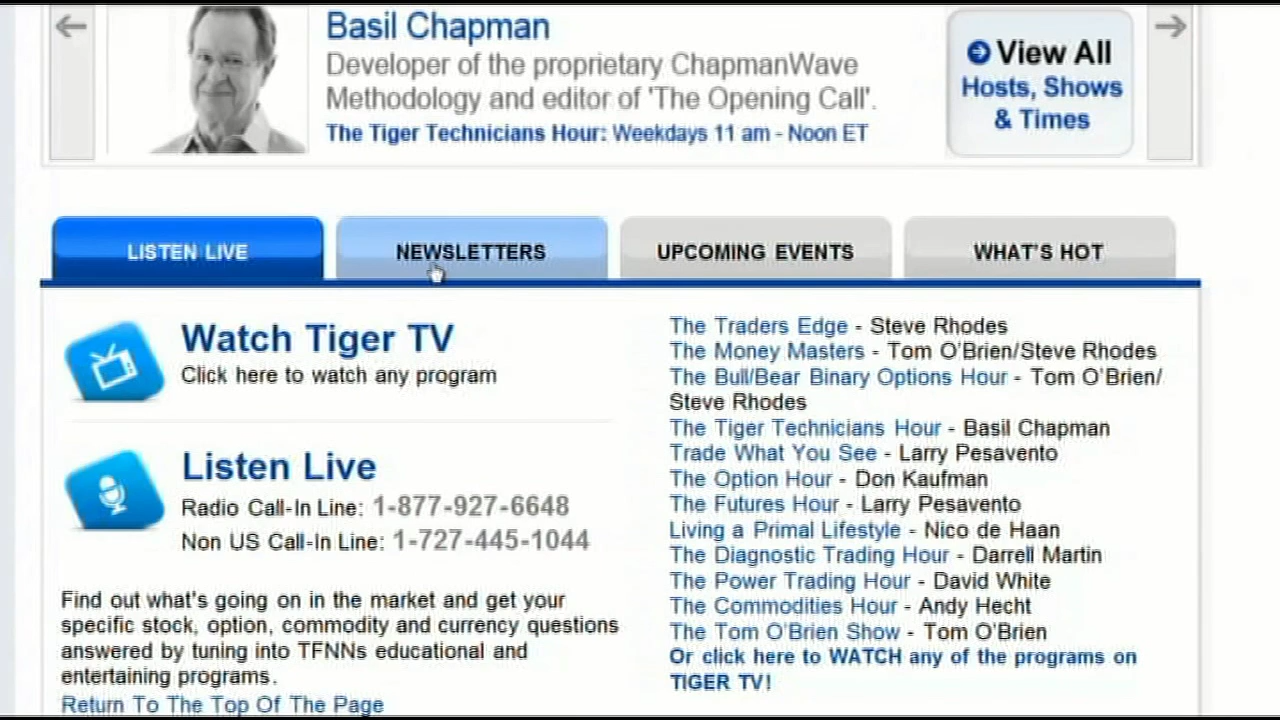 Basil Chapman
Developer of the proprietary ChapmanWave
Methodology and editor of 'The Opening Call'.
The Tiger Technicians Hour: Weekdays 11 am - Noon ET
View All
Hosts, Shows
& Times
LISTEN LIVE
NEWSLETTERS
UPCOMING EVENTS
WHAT'S HOT
Watch Tiger TV
Click here to watch any program
Listen Live
Radio Call-In Line: 1-877-927-6648
Non US Call-In Line: 1-727-445-1044
Find out what's going on in the market and get your
specific stock, option, commodity and currency questions
answered by tuning into TFNNs educational and
entertaining programs.
Return To The Top Of The Page
The Traders Edge - Steve Rhodes
The Money Masters - Tom O'Brien/Steve Rhodes
The Bull/Bear Binary Options Hour - Tom O'Brien/
Steve Rhodes
The Tiger Technicians Hour - Basil Chapman
Trade What You See - Larry Pesavento
The Option Hour - Don Kaufman
The Futures Hour - Larry Pesavento
Living a Primal Lifestyle - Nico de Haan
The Diagnostic Trading Hour - Darrell Martin
The Power Trading Hour - David White
The Commodities Hour - Andy Hecht
The Tom O'Brien Show - Tom O'Brien
Or click here to WATCH any of the programs on
TIGER TV!